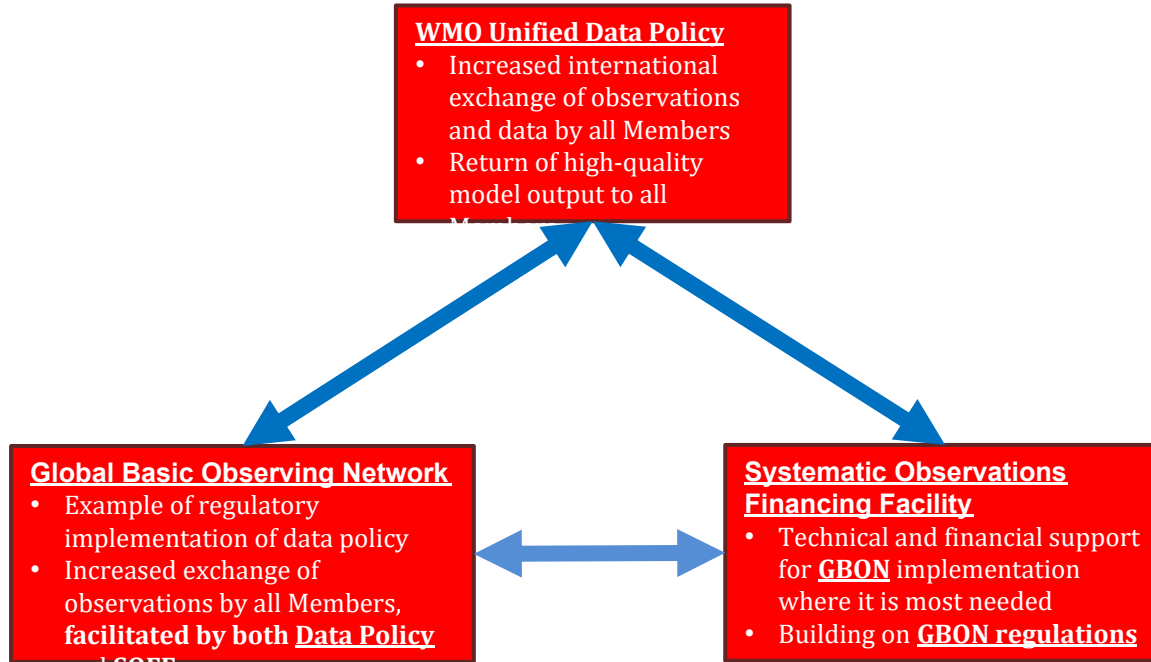 WMO Unified Data Policy
• Increased international
exchange of observations
and data by all Members
• Return of high-quality
model output to all
Global Basic Observing Network
• Example of regulatory
implementation of data policy
• Increased exchange of
observations by all Members,
facilitated by both Data Policy
Systematic Observations
Financing Facility
• Technical and financial support
for GBON implementation
where it is most needed
• Building on GBON regulations